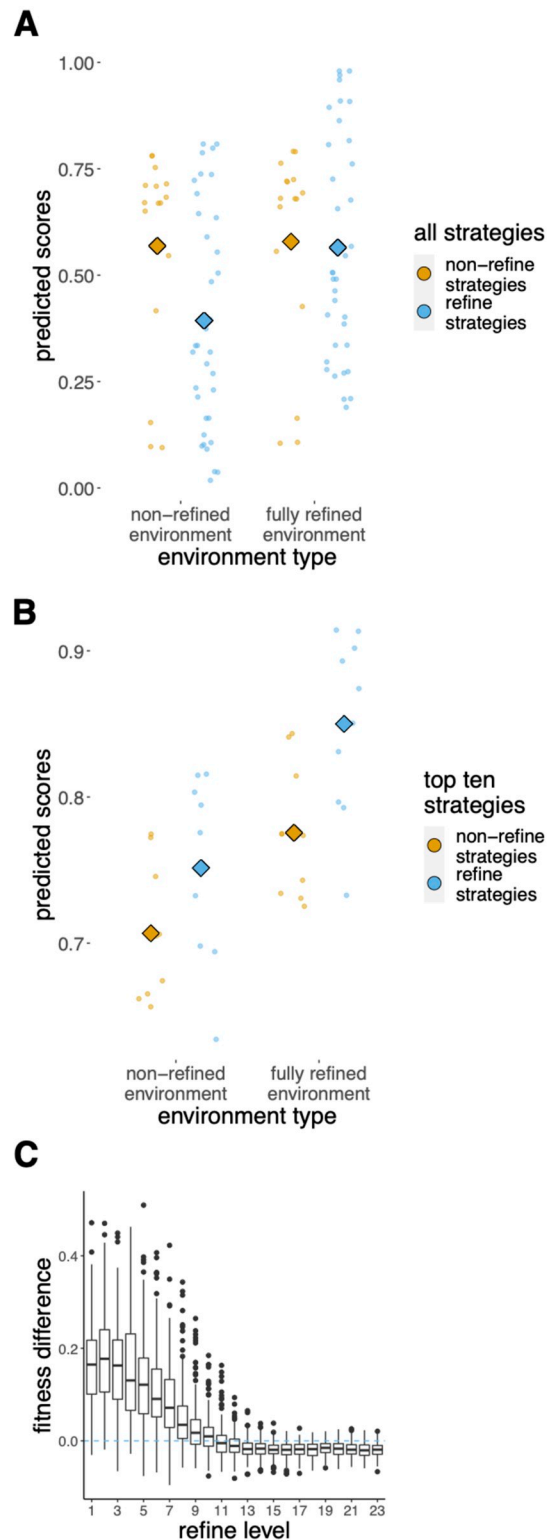 A
1.00
0.75
0.50
0.25
0.00
predicted scores
non-refined
environment
fully refined
environment
environment type
all strategies
non-refine
strategies
refine
strategies
B
0.9
0.8
0.7
predicted scores
non-refined
environment
fully refined
environment
environment type
top ten
strategies
non-refine
strategies
refine
strategies
C
0.4
0.2
0.0
fitness difference
1 3 5 7 9 11 13 15 17 19 21 23
refine level